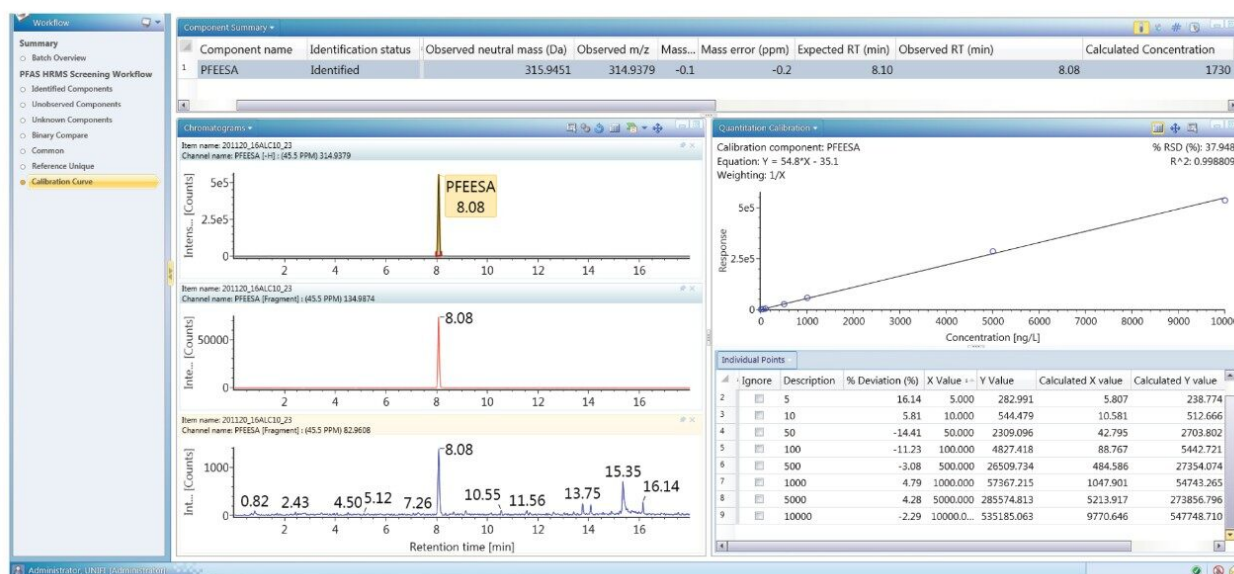 Workflow
Summary
Batch Overview
PFAS HRMS Screening Workflow
Identified Components
Unobserved Components
Unknown Components
Binary Compare
Common
Reference Unique
Calibration Curve
Component Summary
Component name Identification status Observed neutral mass (Da) Observed m/z Mass... Mass error (ppm) Expected RT (min) Observed RT (min) Calculated Concentration
1 PFEESA Identified 315.9451 314.9379 -0.1 -0.2 8.10 8.08 1730
Chromatograms
Item name: 201120_16ALC10_23
Channel name: PFEESA [-H] : (45.5 PPM) 314.9379
Intens... [Counts]
5e5
2.5e5
0
PFEESA
8.08
2 4 6 8 10 12 14 16
Item name: 201120_16ALC10_23
Channel name: PFEESA [Fragment] : (45.5 PPM) 134.9874
Inte... [Counts]
50000
0
8.08
2 4 6 8 10 12 14 16
Item name: 201120_16ALC10_23
Channel name: PFEESA [Fragment] : (45.5 PPM) 82.9608
Int... [Counts]
1000
0
0.82 2.43 4.50 5.12 7.26 8.08 10.55 11.56 13.75 15.35 16.14
2 4 6 8 10 12 14 16
Retention time [min]
Quantitation Calibration
Calibration component: PFEESA % RSD (%): 37.948
Equation: Y = 54.8*X - 35.1 R^2: 0.998809
Weighting: 1/X
Response
5e5
2.5e5
0
0 1000 2000 3000 4000 5000 6000 7000 8000 9000 10000
Concentration [ng/L]
Individual Points
Ignore Description % Deviation (%) X Value Y Value Calculated X value Calculated Y value
2 5 16.14 5.000 282.991 5.807 238.774
3 10 5.81 10.000 544.479 10.581 512.666
4 50 -14.41 50.000 2309.096 42.795 2703.802
5 100 -11.23 100.000 4827.418 88.767 5442.721
6 500 -3.08 500.000 26509.734 484.586 27354.074
7 1000 4.79 1000.000 57367.215 1047.901 54743.265
8 5000 4.28 5000.000 285574.813 5213.917 273856.796
9 10000 -2.29 10000.0... 535185.063 9770.646 547748.710
Administrator, UNIFI (Administrator)